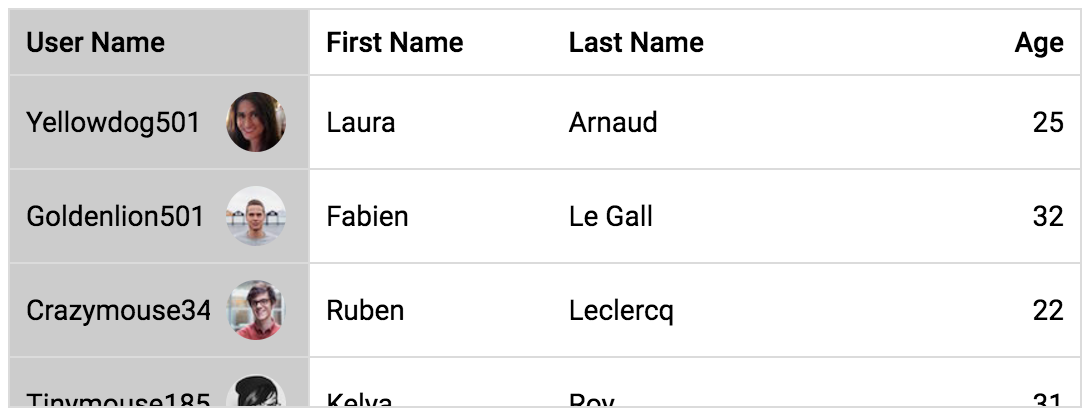 User Name First Name Last Name Age
Yellowdog501 Laura Arnaud 25
Goldenlion501 Fabien Le Gall 32
Crazymouse34 Ruben Leclercq 22
Tinymouse185 Kelya Roy 31